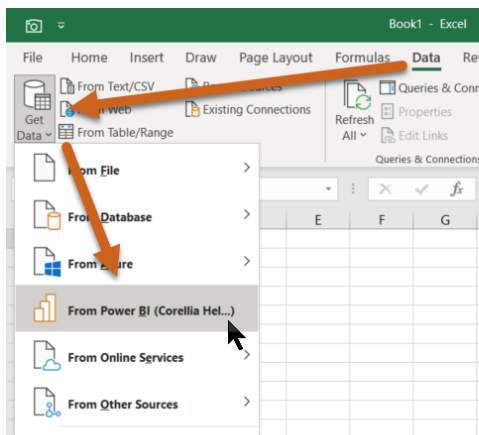 Book1 - Excel
File Home Insert Draw Page Layout Formulas Data
Get Data
From Text/CSV
Web
From Table/Range
Existing Connections
Refresh All
Queries &
Properties
Edit Links
Queries & Connections
fx
From File
From Database
From
From Power BI (Corellia Hel...)
From Online Services
From Other Sources
E F G